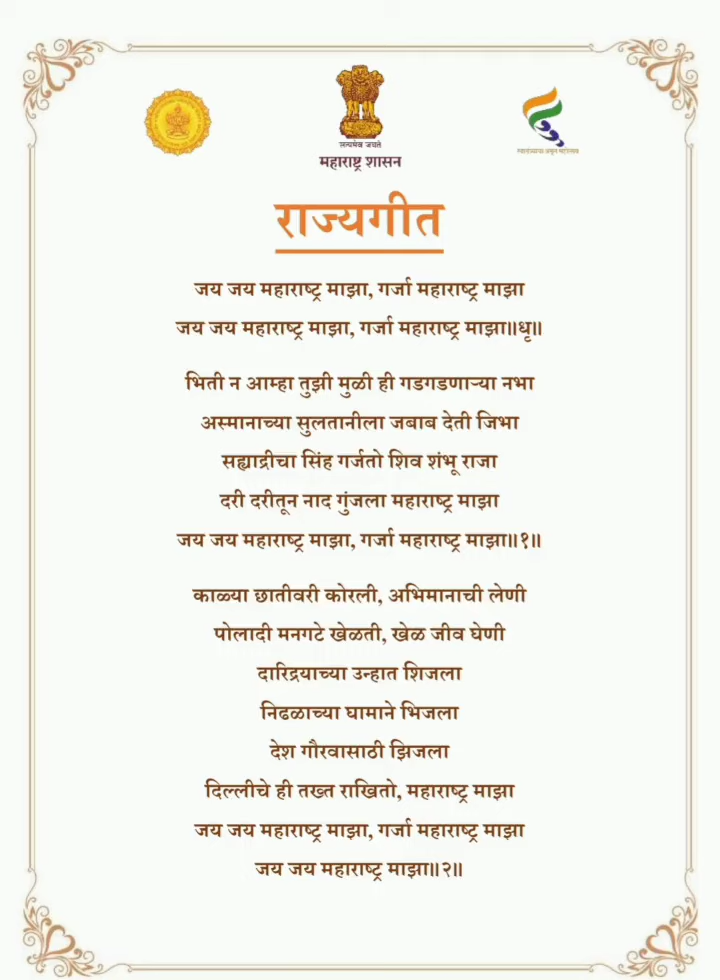 सत्यमेव जयते
महाराष्ट्र शासन
राज्यगीत
जय जय महाराष्ट्र माझा, गर्जा महाराष्ट्र माझा
जय जय महाराष्ट्र माझा, गर्जा महाराष्ट्र माझा॥धृ॥
भिती न आम्हा तुझी मुळी ही गडगडणाऱ्या नभा
अस्मानाच्या सुलतानीला जबाब देती जिभा
सह्याद्रीचा सिंह गर्जतो शिव शंभू राजा
दरी दरीतून नाद गुंजला महाराष्ट्र माझा
जय जय महाराष्ट्र माझा, गर्जा महाराष्ट्र माझा॥१॥
काळ्या छातीवरी कोरली, अभिमानाची लेणी
पोलादी मनगटे खेळती, खेळ जीव घेणी
दारिद्रयाच्या उन्हात शिजला
निढळाच्या घामाने भिजला
देश गौरवासाठी झिजला
दिल्लीचे ही तख्त राखितो, महाराष्ट्र माझा
जय जय महाराष्ट्र माझा, गर्जा महाराष्ट्र माझा
जय जय महाराष्ट्र माझा॥२॥